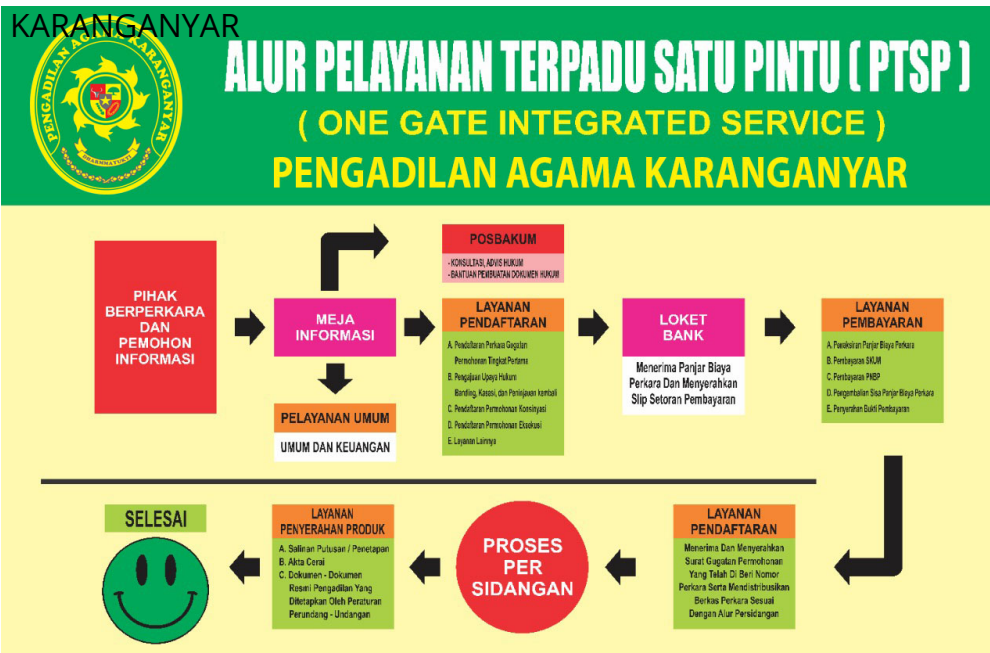 KARANGANYAR
PENGADILAN AGAMA KARANGANYAR
DHARMMAYUKTI
ALUR PELAYANAN TERPADU SATU PINTU ( PTSP )
( ONE GATE INTEGRATED SERVICE )
PENGADILAN AGAMA KARANGANYAR
PIHAK
BERPERKARA
DAN
PEMOHON
INFORMASI
MEJA
INFORMASI
POSBAKUM
- KONSULTASI, ADVIS HUKUM
- BANTUAN PEMBUATAN DOKUMEN HUKUM
PELAYANAN UMUM
UMUM DAN KEUANGAN
LAYANAN
PENDAFTARAN
A. Pendaftaran Perkara Gugatan
Permohonan Tingkat Pertama
B. Pengajuan Upaya Hukum
Banding, Kasasi, dan Peninjauan kembali
C. Pendaftaran Permohonan Konsinyasi
D. Pendaftaran Permohonan Eksekusi
E. Layanan Lainnya
LOKET
BANK
Menerima Panjar Biaya
Perkara Dan Menyerahkan
Slip Setoran Pembayaran
LAYANAN
PEMBAYARAN
A. Penaksiran Panjar Biaya Perkara
B. Pembayaran SKUM
C. Pembayaran PNBP
D. Pengembalian Sisa Panjar Biaya Perkara
E. Penyerahan Bukti Pembayaran
LAYANAN
PENDAFTARAN
Menerima Dan Menyerahkan
Surat Gugatan Permohonan
Yang Telah Di Beri Nomor
Perkara Serta Mendistribusikan
Berkas Perkara Sesuai
Dengan Alur Persidangan
PROSES
PER
SIDANGAN
LAYANAN
PENYERAHAN PRODUK
A. Salinan Putusan / Penetapan
B. Akta Cerai
C. Dokumen - Dokumen
Resmi Pengadilan Yang
Ditetapkan Oleh Peraturan
Perundang - Undangan
SELESAI